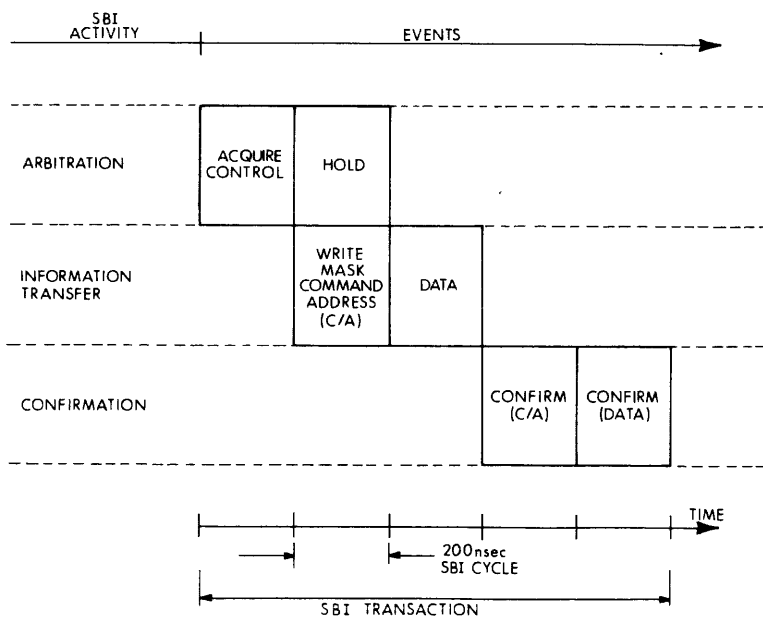 SBI
ACTIVITY
EVENTS
ARBITRATION
ACQUIRE
CONTROL
HOLD
INFORMATION
TRANSFER
WRITE
MASK
COMMAND
ADDRESS
(C/A)
DATA
CONFIRMATION
CONFIRM
(C/A)
CONFIRM
(DATA)
TIME
200nsec
SBI CYCLE
SBI TRANSACTION